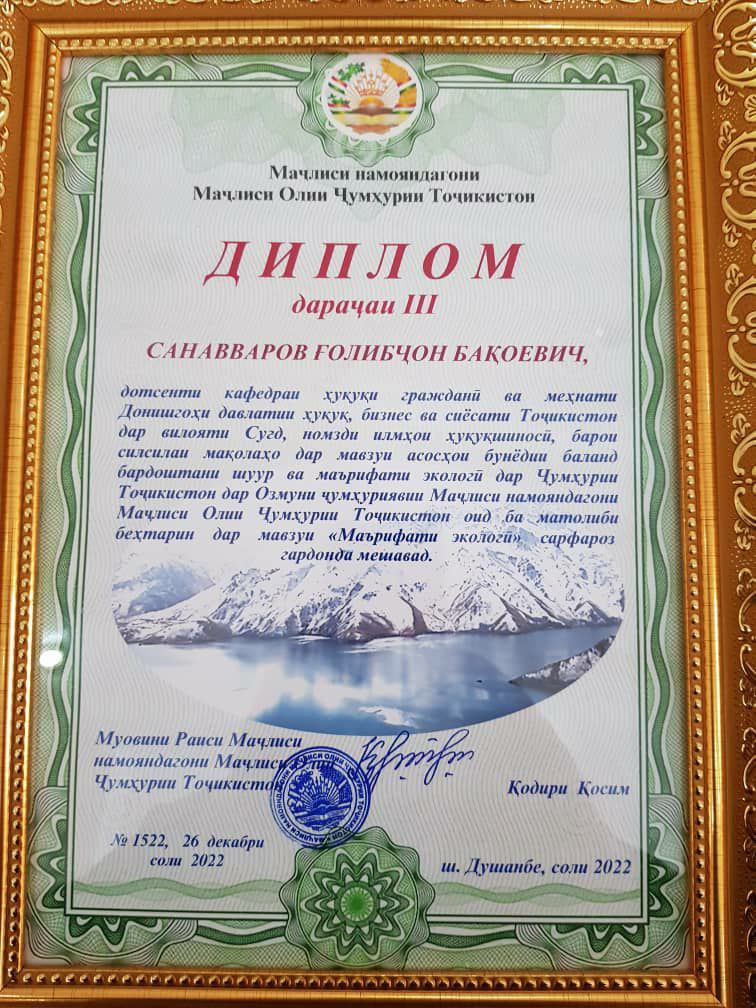 Маҷлиси намояндагони
Маҷлиси Олии Ҷумҳурии Тоҷикистон
ДИПЛОМ
дараҷаи III
САНАВВАРОВ ҒОЛИБҶОН БАҚОЕВИЧ,
дотсенти кафедраи ҳуқуқи гражданӣ ва меҳнати
Донишгоҳи давлатии ҳуқуқ, бизнес ва сиёсати Тоҷикистон
дар вилояти Суғд, номзди илмҳои ҳуқуқшиносӣ, барои
силсилаи мақолаҳо дар мавзуи асосҳои бунёдии баланд
бардоштани шуур ва маърифати экологӣ дар Ҷумҳурии
Тоҷикистон дар Озмуни ҷумҳуриявии Маҷлиси намояндагони
Маҷлиси Олии Ҷумҳурии Тоҷикистон оид ба матолиби
беҳтарин дар мавзуи «Маърифати экологӣ» сарфароз
гардонда мешавад.
Муовини Раиси Маҷлиси
намояндагони Маҷлиси Олии
Ҷумҳурии Тоҷикистон
Қодири Қосим
№ 1522, 26 декабри
соли 2022
ш. Душанбе, соли 2022